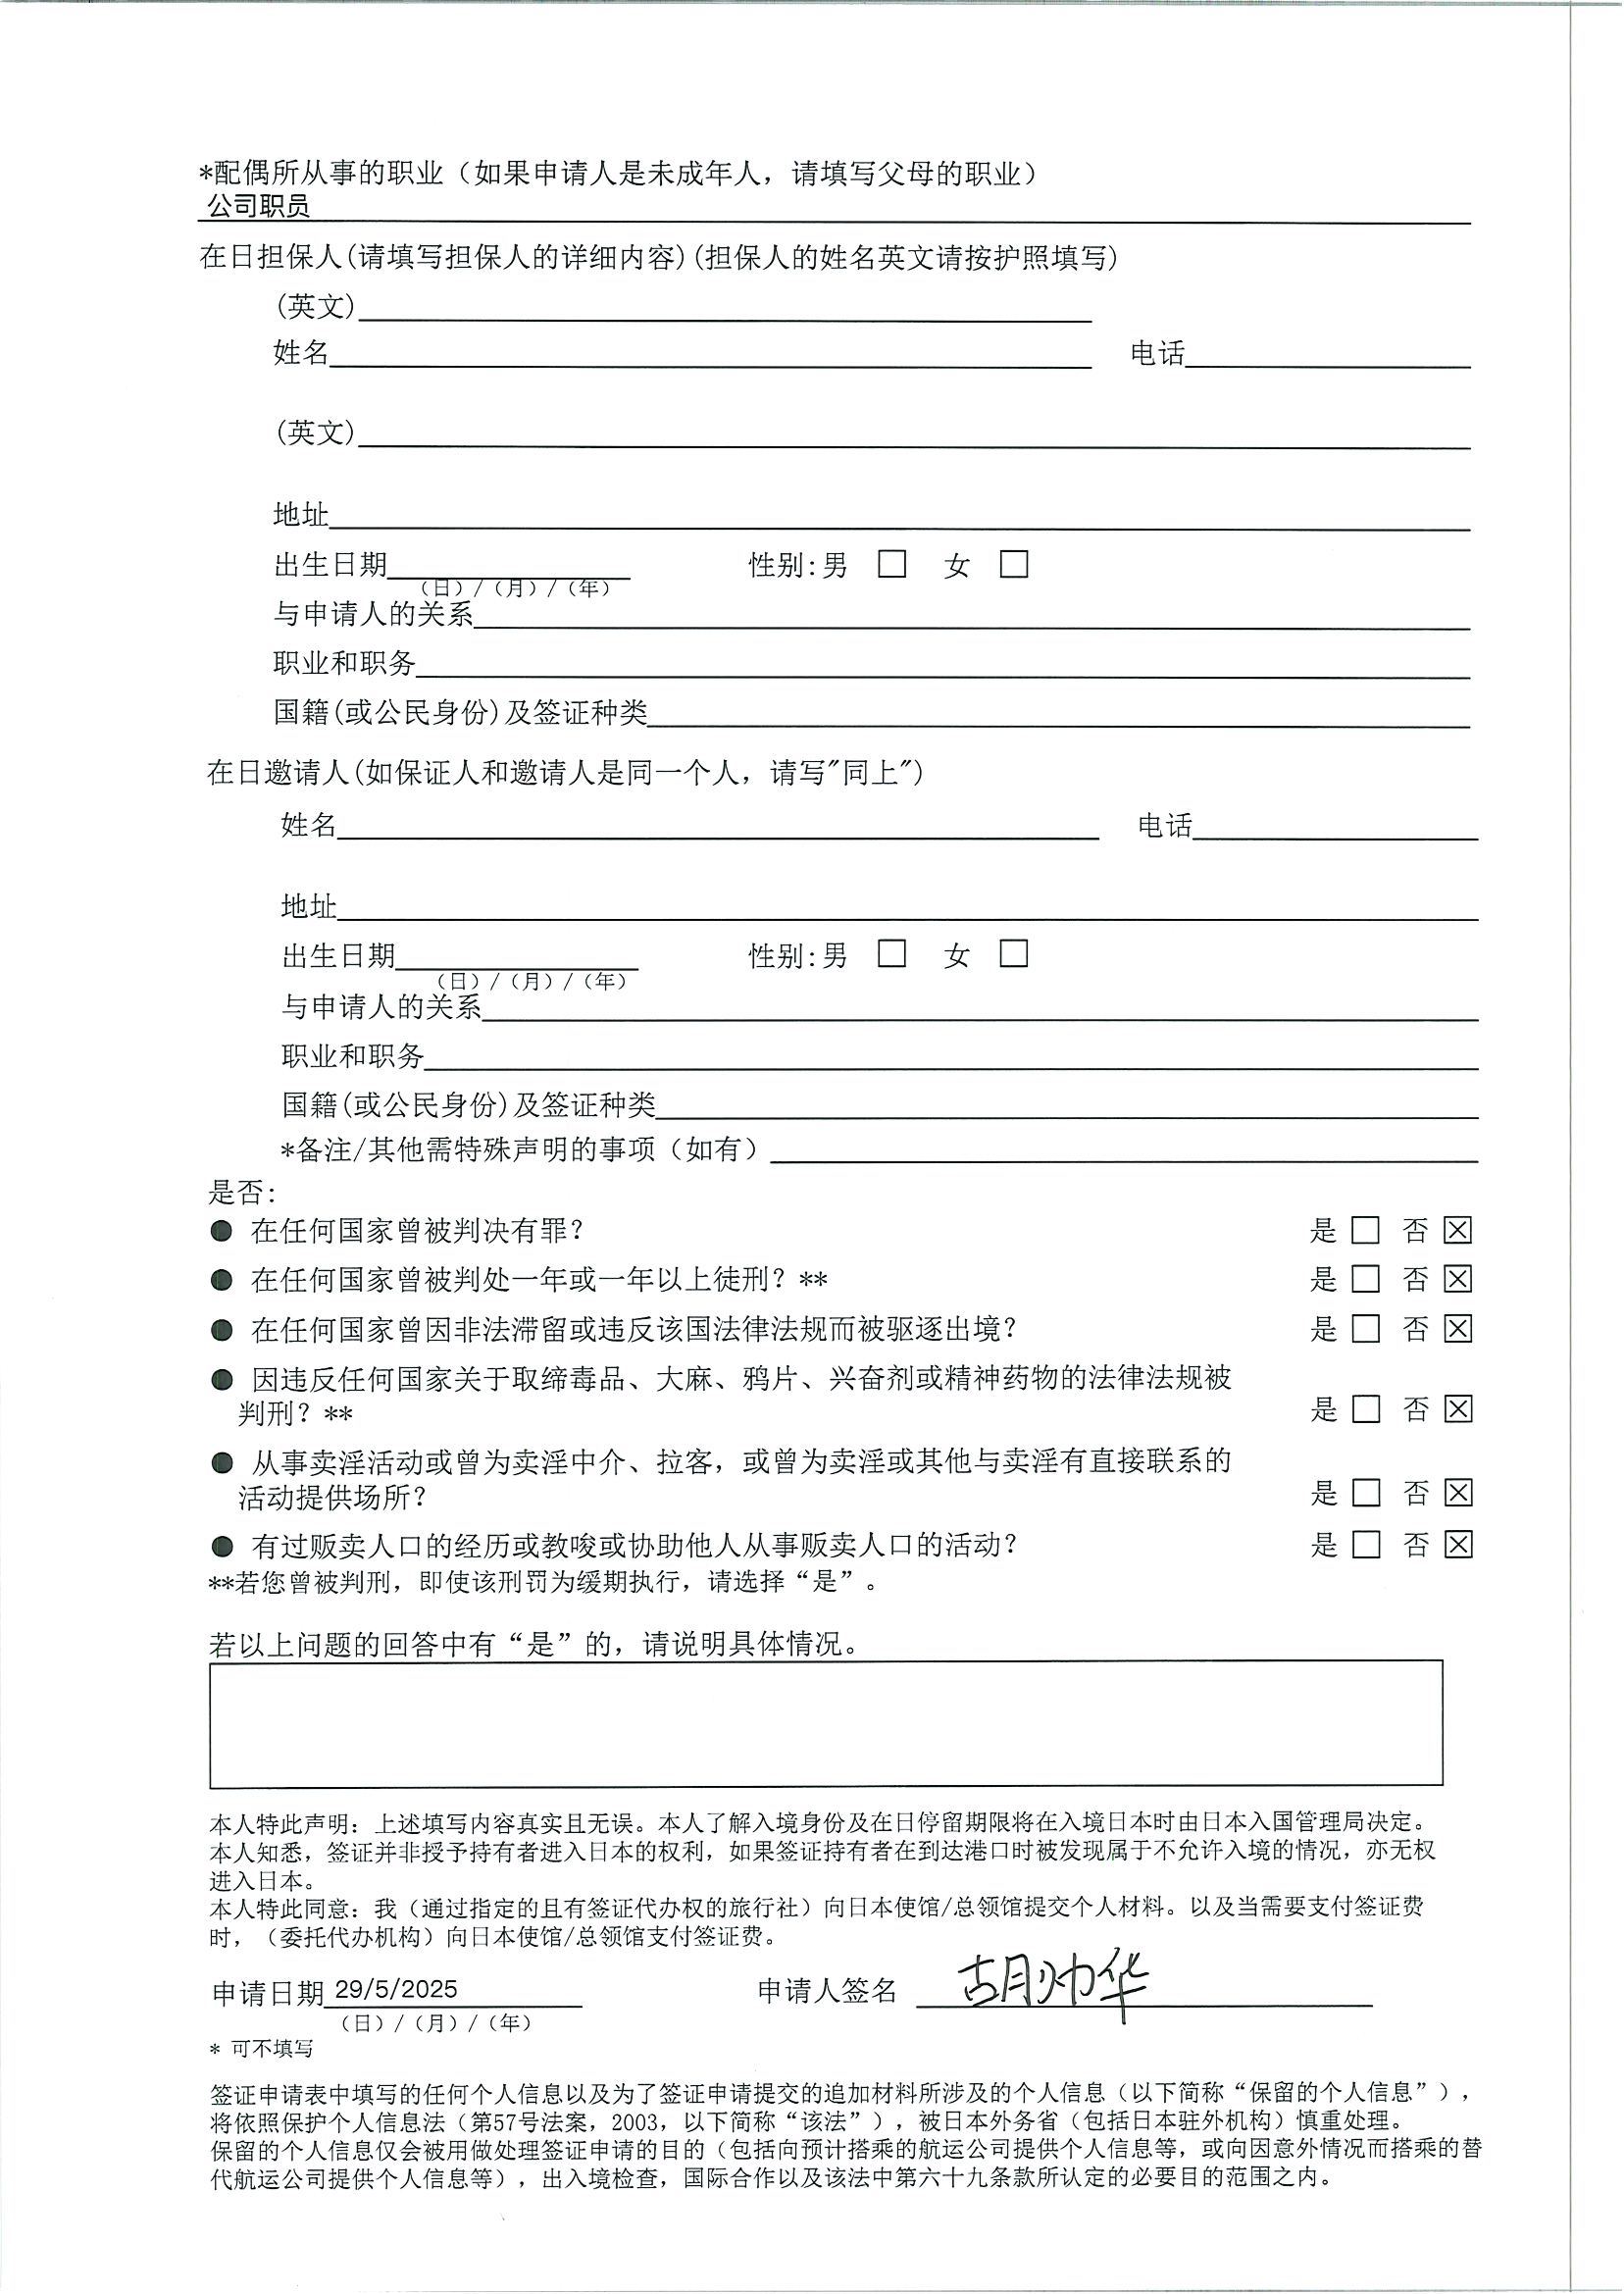 *配偶所从事的职业（如果申请人是未成年人，请填写父母的职业）
公司职员
在日担保人(请填写担保人的详细内容)(担保人的姓名英文请按护照填写)
(英文)
姓名 电话
(英文)
地址
出生日期 性别:男 □ 女 □
（日）/（月）/（年）
与申请人的关系
职业和职务
国籍(或公民身份)及签证种类
在日邀请人(如保证人和邀请人是同一个人，请写"同上")
姓名 电话
地址
出生日期 性别:男 □ 女 □
（日）/（月）/（年）
与申请人的关系
职业和职务
国籍(或公民身份)及签证种类
*备注/其他需特殊声明的事项（如有）
是否:
● 在任何国家曾被判决有罪? 是 □ 否 ☒
● 在任何国家曾被判处一年或一年以上徒刑? ** 是 □ 否 ☒
● 在任何国家曾因非法滞留或违反该国法律法规而被驱逐出境? 是 □ 否 ☒
● 因违反任何国家关于取缔毒品、大麻、鸦片、兴奋剂或精神药物的法律法规被
判刑? ** 是 □ 否 ☒
● 从事卖淫活动或曾为卖淫中介、拉客，或曾为卖淫或其他与卖淫有直接联系的
活动提供场所? 是 □ 否 ☒
● 有过贩卖人口的经历或教唆或协助他人从事贩卖人口的活动? 是 □ 否 ☒
**若您曾被判刑，即使该刑罚为缓期执行，请选择“是”。
若以上问题的回答中有“是”的，请说明具体情况。
本人特此声明：上述填写内容真实且无误。本人了解入境身份及在日停留期限将在入境日本时由日本入国管理局决定。
本人知悉，签证并非授予持有者进入日本的权利，如果签证持有者在到达港口时被发现属于不允许入境的情况，亦无权
进入日本。
本人特此同意：我（通过指定的且有签证代办权的旅行社）向日本使馆/总领馆提交个人材料。以及当需要支付签证费
时，（委托代办机构）向日本使馆/总领馆支付签证费。
申请日期 29/5/2025 申请人签名 胡帅华
（日）/（月）/（年）
* 可不填写
签证申请表中填写的任何个人信息以及为了签证申请提交的追加材料所涉及的个人信息（以下简称“保留的个人信息”），
将依照保护个人信息法（第57号法案，2003，以下简称“该法”），被日本外务省（包括日本驻外机构）慎重处理。
保留的个人信息仅会被用做处理签证申请的目的（包括向预计搭乘的航运公司提供个人信息等，或向因意外情况而搭乘的替
代航运公司提供个人信息等），出入境检查，国际合作以及该法中第六十九条款所认定的必要目的范围之内。